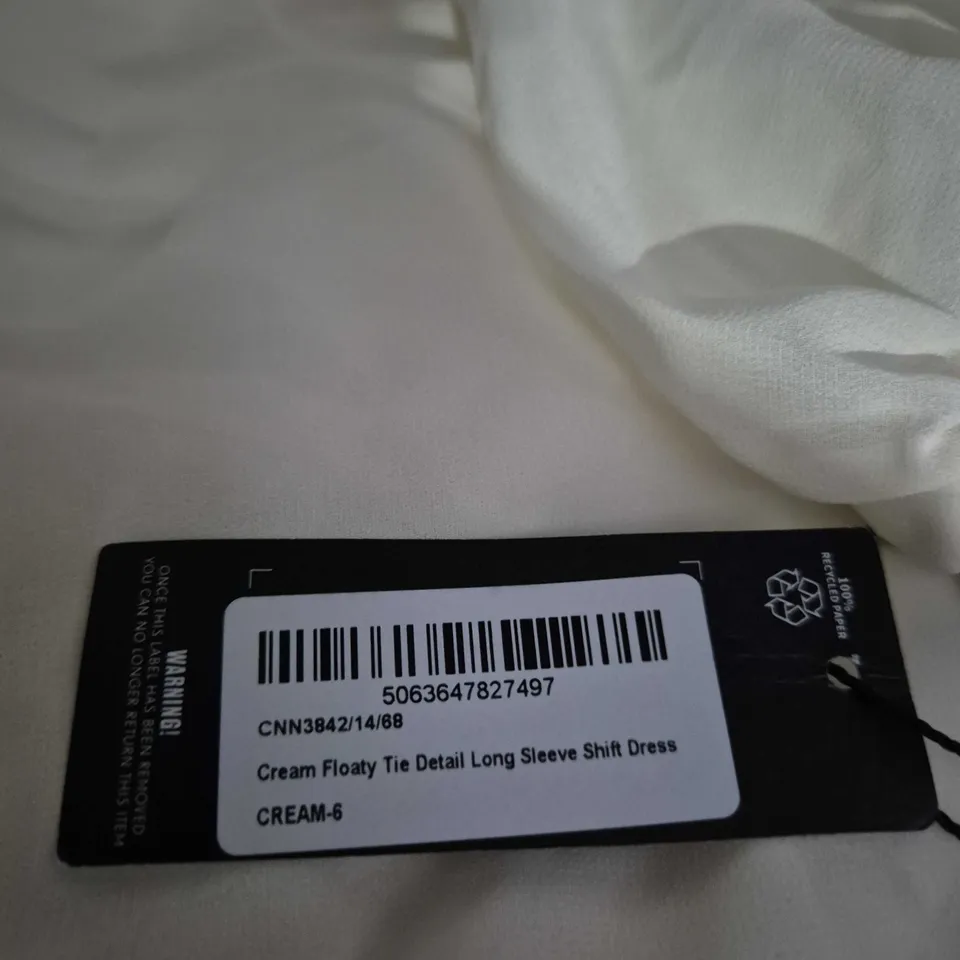 5063647827497
CNN3842/14/68
Cream Floaty Tie Detail Long Sleeve Shift Dress
CREAM-6
WARNING!
ONCE THIS LABEL HAS BEEN REMOVED
YOU CAN NO LONGER RETURN THIS ITEM
100%
RECYCLED PAPER